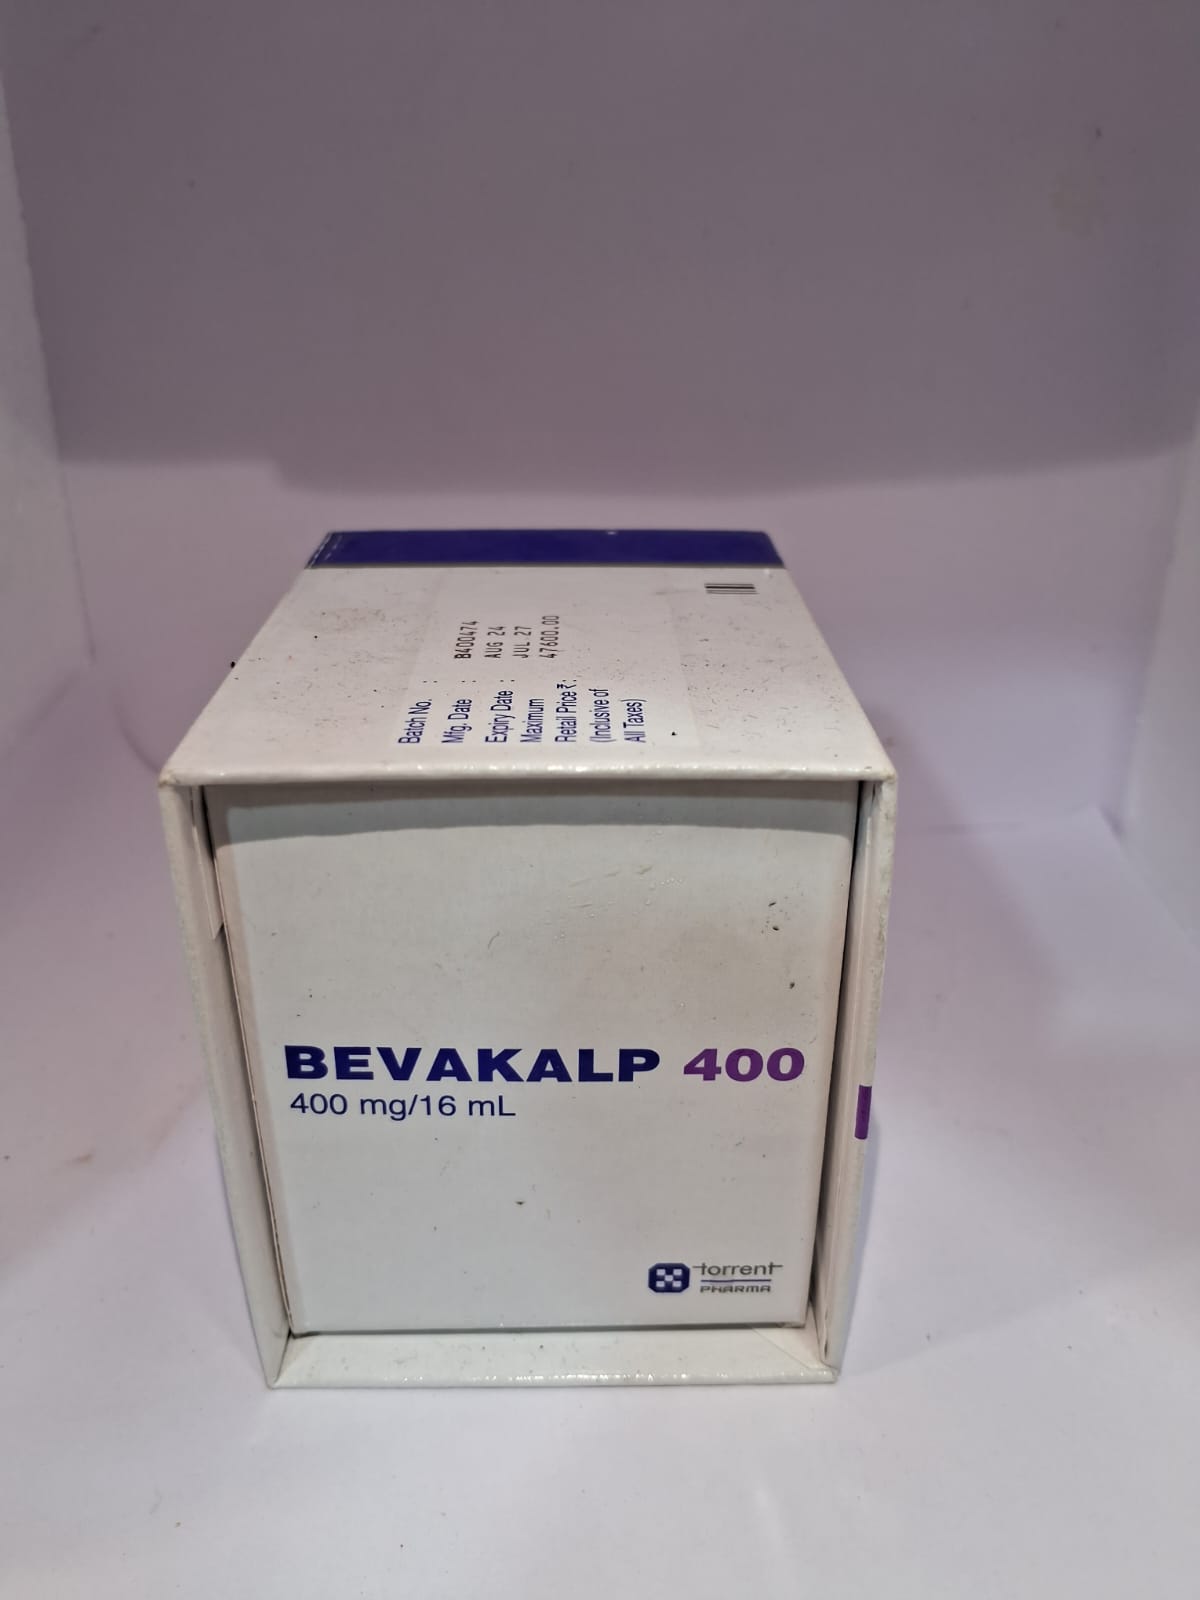 Batch No. :
Mfg. Date : B400474
Expiry Date : AUG 24
Maximum JUL 27
Retail Price ₹: 47600.00
(Inclusive of
All Taxes)
BEVAKALP 400
400 mg/16 mL
torrent
PHARMA